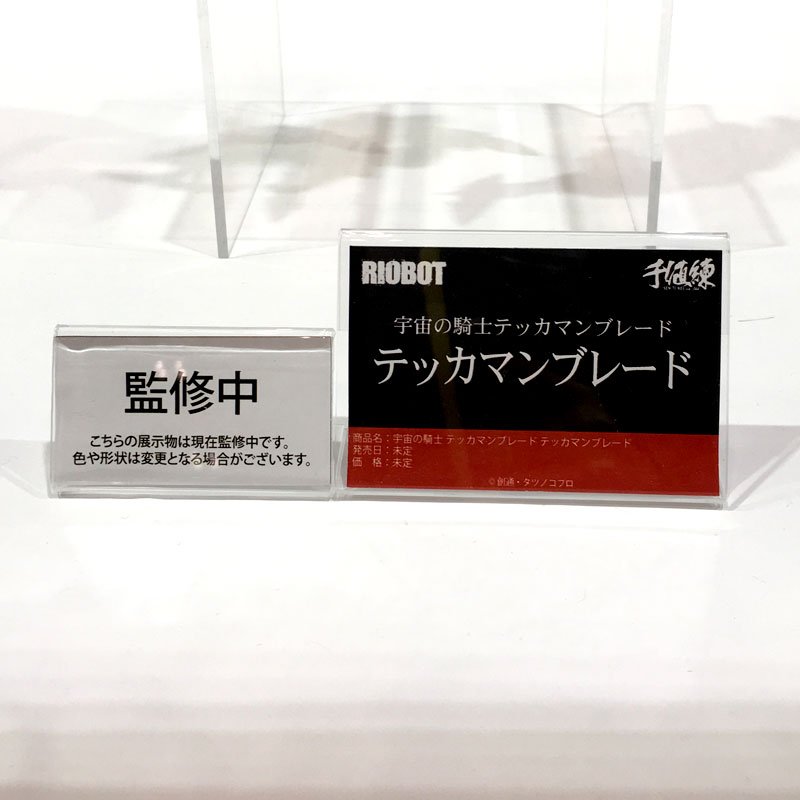 監修中
こちらの展示物は現在監修中です。
色や形状は変更となる場合がございます。
RIOBOT
千値練
宇宙の騎士テッカマンブレード
テッカマンブレード
商品名：宇宙の騎士 テッカマンブレード テッカマンブレード
発売日：未定
価　格：未定
© 創通・タツノコプロ